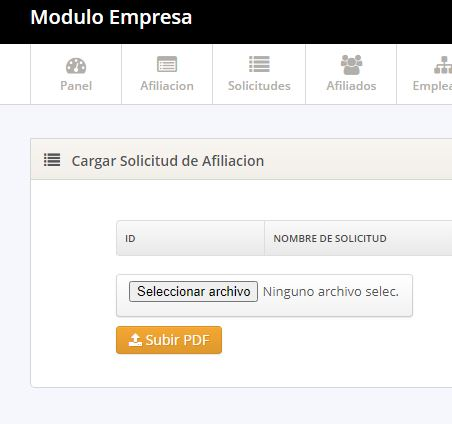 Modulo Empresa
Panel Afiliacion Solicitudes Afiliados Emplea
Cargar Solicitud de Afiliacion
ID NOMBRE DE SOLICITUD
Seleccionar archivo Ninguno archivo selec.
Subir PDF